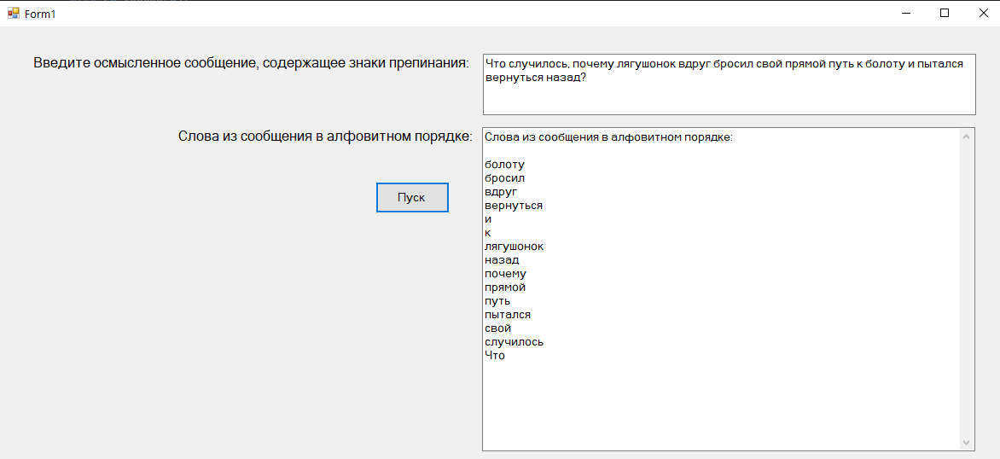 Form1
Введите осмысленное сообщение, содержащее знаки препинания:
Что случилось, почему лягушонок вдруг бросил свой прямой путь к болоту и пытался
вернуться назад?
Слова из сообщения в алфовитном порядке:
Слова из сообщения в алфовитном порядке:
болоту
бросил
вдруг
вернуться
и
к
лягушонок
назад
почему
прямой
путь
пытался
свой
случилось
Что
Пуск